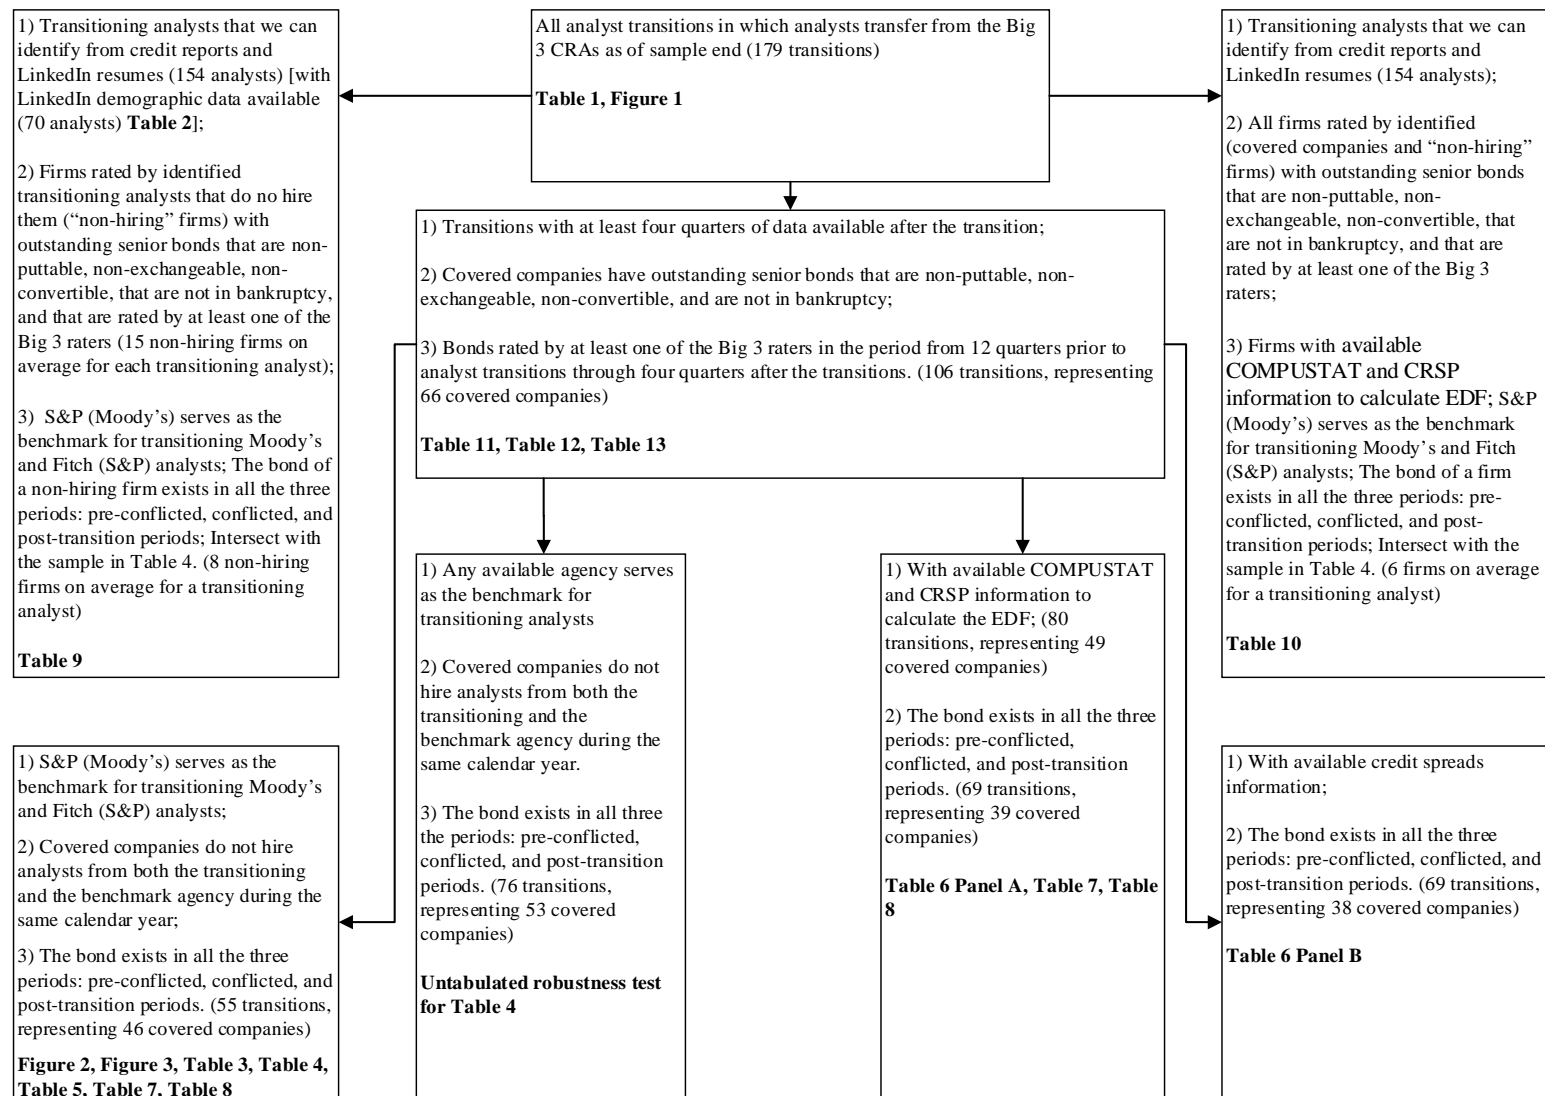 1) Transitioning analysts that we can
identify from credit reports and
LinkedIn resumes (154 analysts) [with
LinkedIn demographic data available
(70 analysts) Table 2];
2) Firms rated by identified
transitioning analysts that do no hire
them (“non-hiring” firms) with
outstanding senior bonds that are non-
puttable, non-exchangeable, non-
convertible, that are not in bankruptcy,
and that are rated by at least one of the
Big 3 raters (15 non-hiring firms on
average for each transitioning analyst);
3)  S&P (Moody’s) serves as the
benchmark for transitioning Moody’s
and Fitch (S&P) analysts; The bond of
a non-hiring firm exists in all the three
periods: pre-conflicted, conflicted, and
post-transition periods; Intersect with
the sample in Table 4. (8 non-hiring
firms on average for a transitioning
analyst)
Table 9
All analyst transitions in which analysts transfer from the Big
3 CRAs as of sample end (179 transitions)
Table 1, Figure 1
1) Transitioning analysts that we can
identify from credit reports and
LinkedIn resumes (154 analysts);
2) All firms rated by identified
(covered companies and “non-hiring”
firms) with outstanding senior bonds
that are non-puttable, non-
exchangeable, non-convertible, that
are not in bankruptcy, and that are
rated by at least one of the Big 3
raters;
3) Firms with available
COMPUSTAT and CRSP
information to calculate EDF; S&P
(Moody’s) serves as the benchmark
for transitioning Moody’s and Fitch
(S&P) analysts; The bond of a firm
exists in all the three periods: pre-
conflicted, conflicted, and post-
transition periods; Intersect with the
sample in Table 4. (6 firms on average
for a transitioning analyst)
Table 10
1) Transitions with at least four quarters of data available after the transition;
2) Covered companies have outstanding senior bonds that are non-puttable, non-
exchangeable, non-convertible, and are not in bankruptcy;
3) Bonds rated by at least one of the Big 3 raters in the period from 12 quarters prior to
analyst transitions through four quarters after the transitions. (106 transitions, representing
66 covered companies)
Table 11, Table 12, Table 13
1) S&P (Moody’s) serves as the
benchmark for transitioning Moody’s
and Fitch (S&P) analysts;
2) Covered companies do not hire
analysts from both the transitioning
and the benchmark agency during the
same calendar year;
3) The bond exists in all the three
periods: pre-conflicted, conflicted, and
post-transition periods. (55 transitions,
representing 46 covered companies)
Figure 2, Figure 3, Table 3, Table 4,
Table 5, Table 7, Table 8
1) Any available agency serves
as the benchmark for
transitioning analysts
2) Covered companies do not
hire analysts from both the
transitioning and the
benchmark agency during the
same calendar year.
3) The bond exists in all three
the periods: pre-conflicted,
conflicted, and post-transition
periods. (76 transitions,
representing 53 covered
companies)
Untabulated robustness test
for Table 4
1) With available COMPUSTAT
and CRSP information to
calculate the EDF; (80
transitions, representing 49
covered companies)
2) The bond exists in all the three
periods: pre-conflicted,
conflicted, and post-transition
periods. (69 transitions,
representing 39 covered
companies)
Table 6 Panel A, Table 7, Table
8
1) With available credit spreads
information;
2) The bond exists in all the three
periods: pre-conflicted, conflicted, and
post-transition periods. (69 transitions,
representing 38 covered companies)
Table 6 Panel B